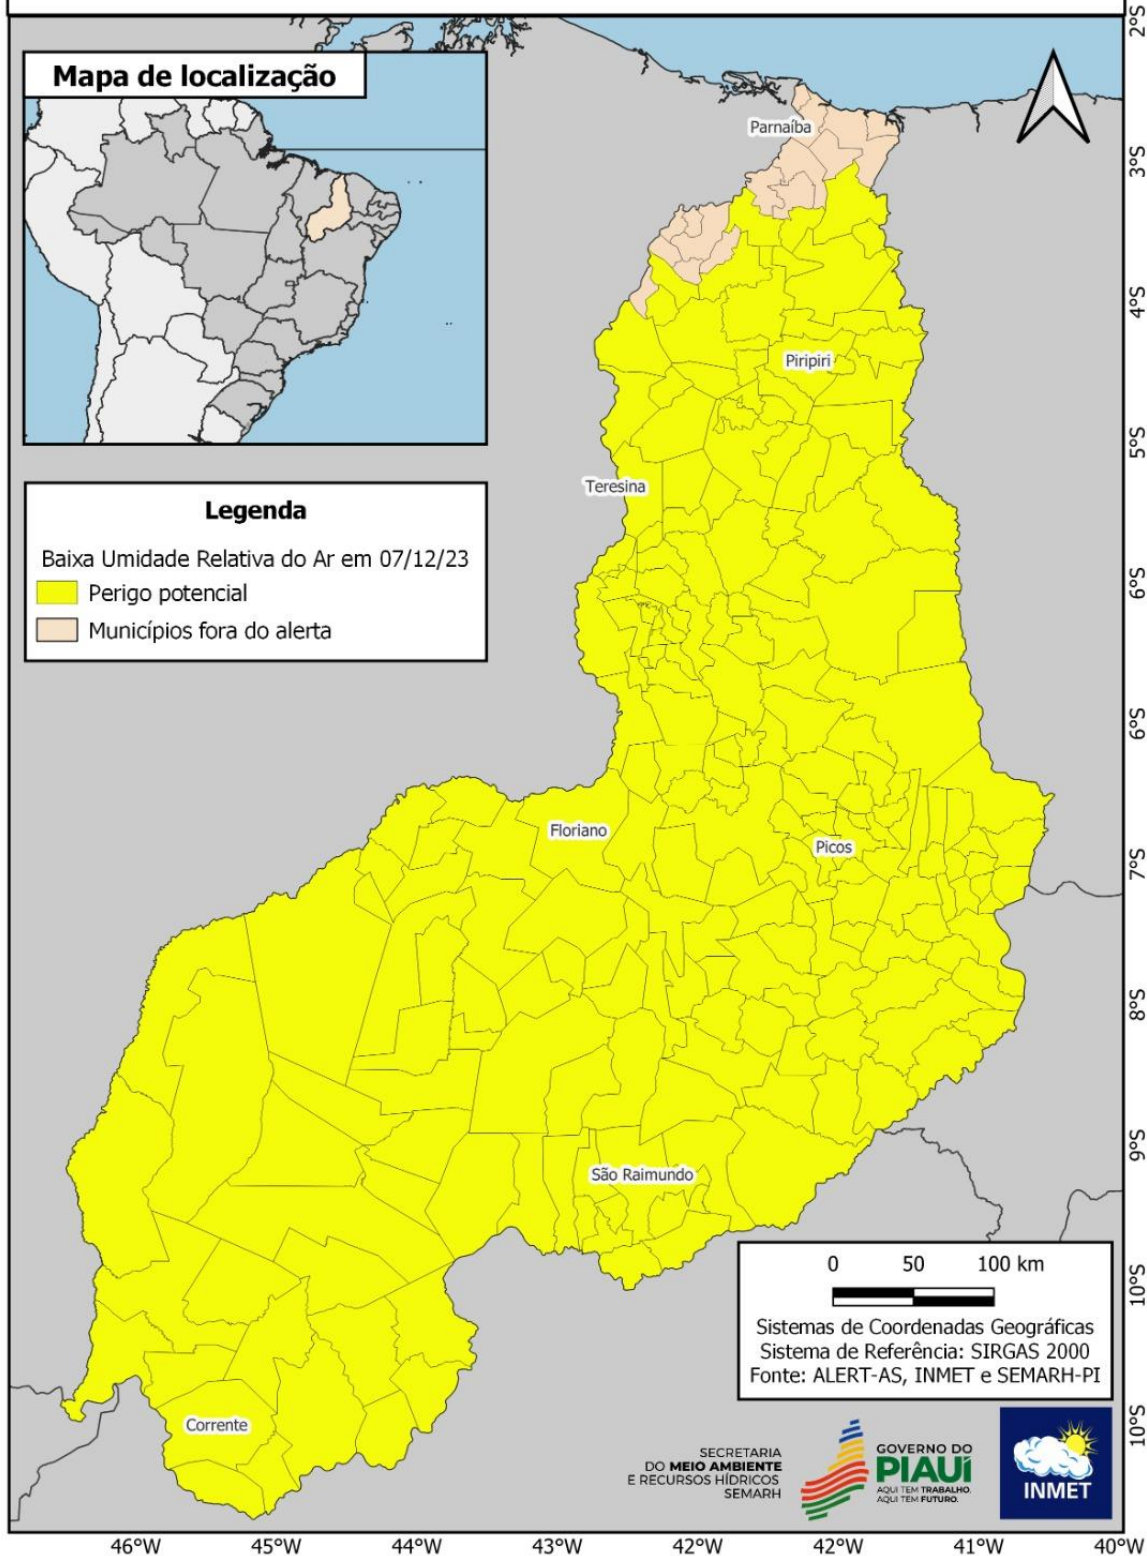 Mapa de localização
Parnaíba
Piripiri
Teresina
Legenda
Baixa Umidade Relativa do Ar em 07/12/23
Perigo potencial
Municípios fora do alerta
Floriano
Picos
São Raimundo
Corrente
0 50 100 km
Sistemas de Coordenadas Geográficas
Sistema de Referência: SIRGAS 2000
Fonte: ALERT-AS, INMET e SEMARH-PI
SECRETARIA
DO MEIO AMBIENTE
E RECURSOS HÍDRICOS
SEMARH
GOVERNO DO
PIAUÍ
AQUI TEM TRABALHO.
AQUI TEM FUTURO.
INMET
2°S
3°S
4°S
5°S
6°S
6°S
7°S
8°S
9°S
10°S
10°S
46°W 45°W 44°W 43°W 42°W 42°W 41°W 40°W